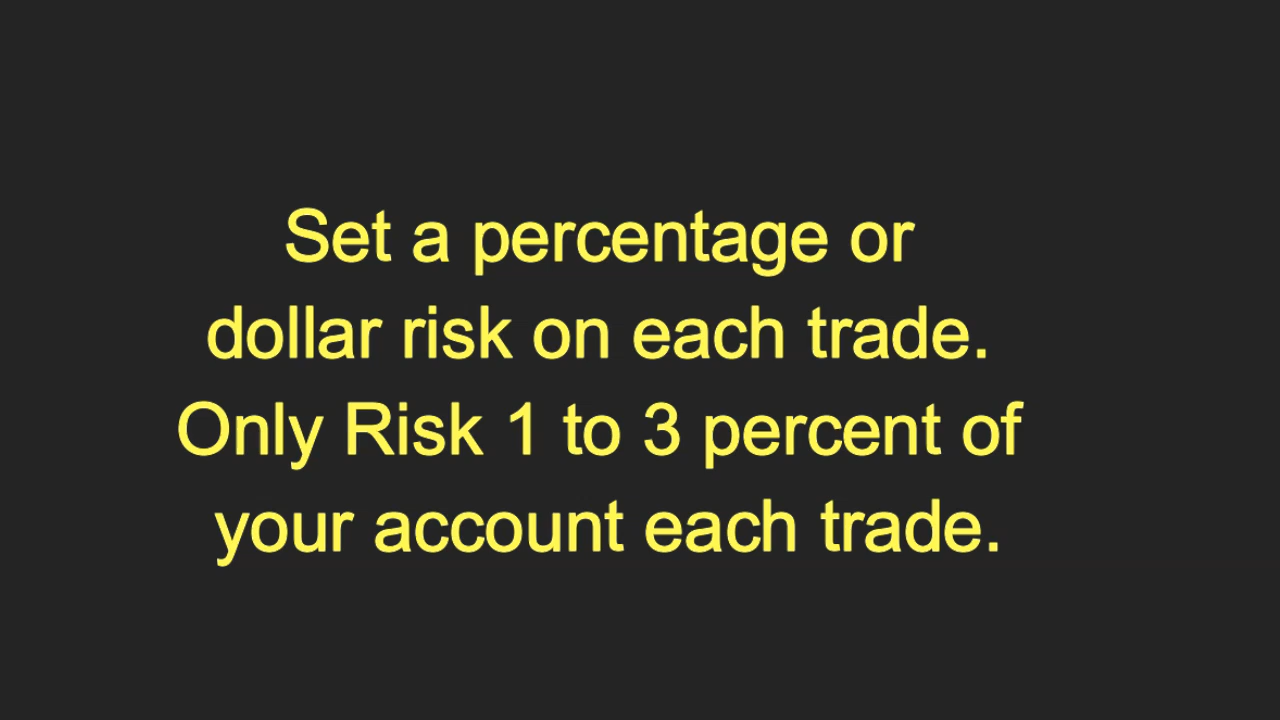 Set a percentage or
dollar risk on each trade.
Only Risk 1 to 3 percent of
your account each trade.